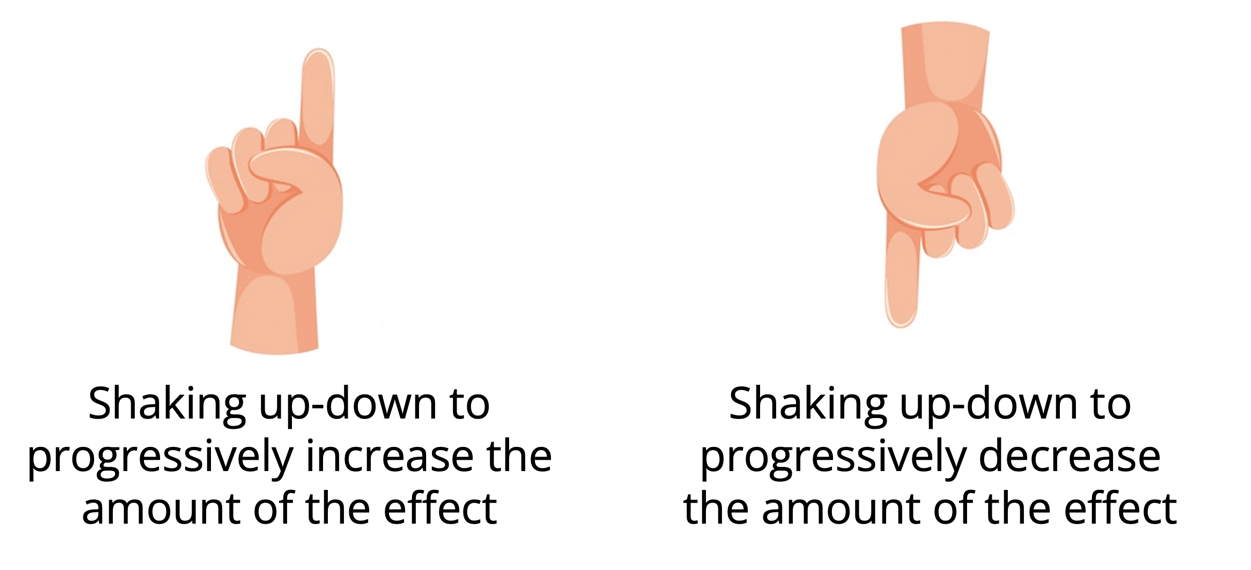 Shaking up-down to
progressively increase the
amount of the effect
Shaking up-down to
progressively decrease
the amount of the effect